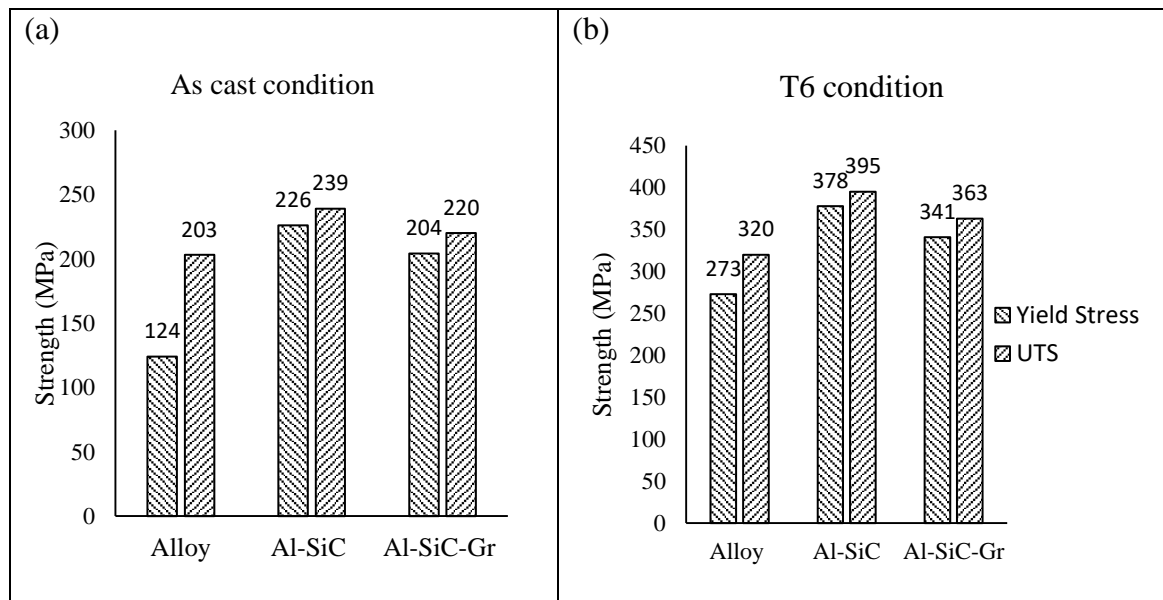 (a)
As cast condition
Strength (MPa)
300
250
200
150
100
50
0
124
203
226
239
204
220
Alloy
Al-SiC
Al-SiC-Gr
(b)
T6 condition
Strength (MPa)
450
400
350
300
250
200
150
100
50
0
273
320
378
395
341
363
Alloy
Al-SiC
Al-SiC-Gr
Yield Stress
UTS